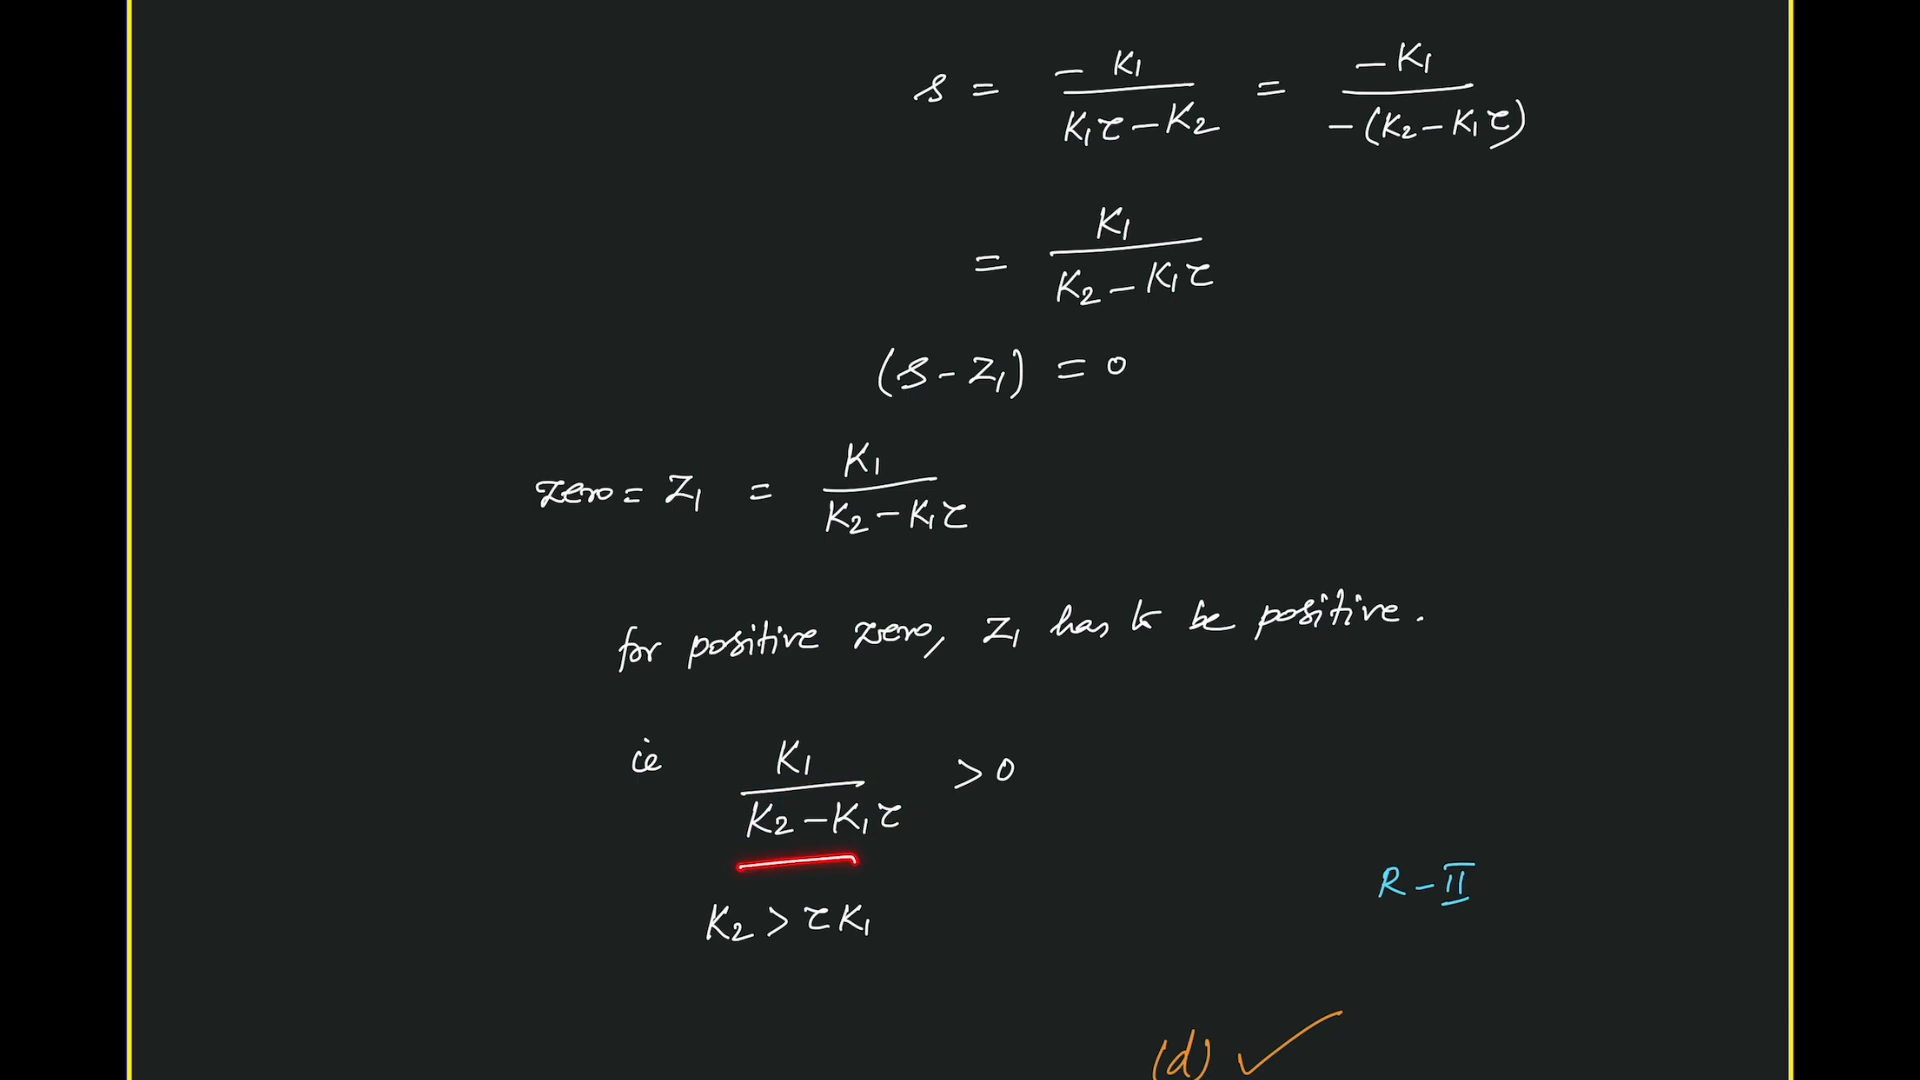 s = -K₁/(K₁τ-K₂) = -K₁/-(K₂-K₁τ)
= K₁/(K₂-K₁τ)
(s-z₁) = 0
zero = z₁ = K₁/(K₂-K₁τ)
for positive zero, z₁ has to be positive.
ie K₁/(K₂-K₁τ) > 0
R-II
K₂ > τK₁
(d) ✓